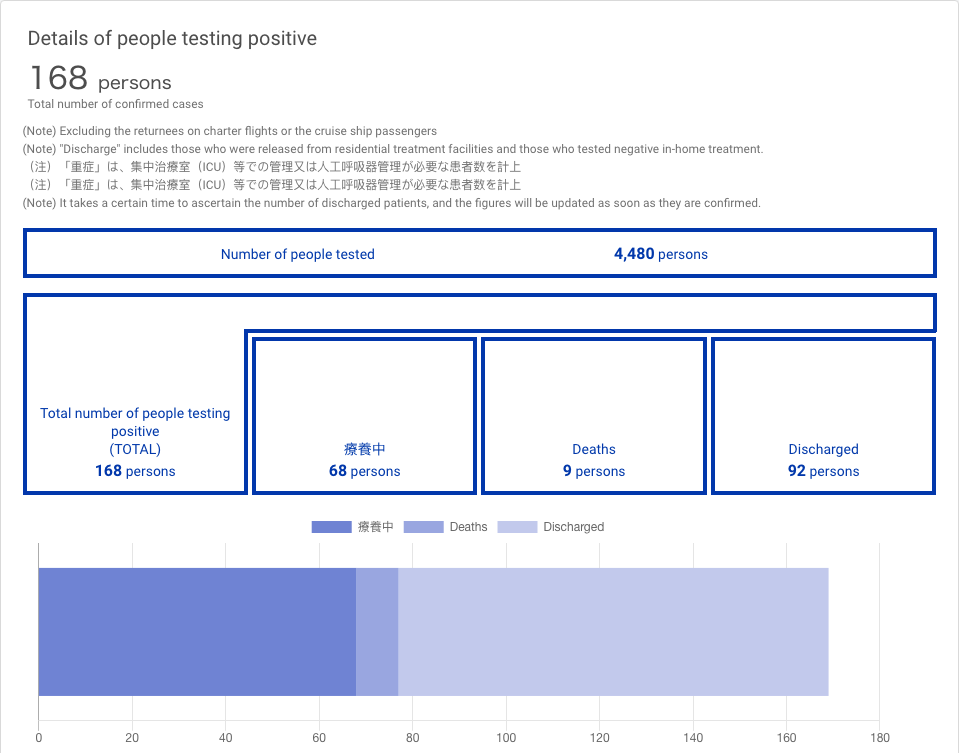 Details of people testing positive
168 persons
Total number of confirmed cases
(Note) Excluding the returnees on charter flights or the cruise ship passengers
(Note) "Discharge" includes those who were released from residential treatment facilities and those who tested negative in-home treatment.
（注）「重症」は、集中治療室（ICU）等での管理又は人工呼吸器管理が必要な患者数を計上
（注）「重症」は、集中治療室（ICU）等での管理又は人工呼吸器管理が必要な患者数を計上
(Note) It takes a certain time to ascertain the number of discharged patients, and the figures will be updated as soon as they are confirmed.
Number of people tested 4,480 persons
Total number of people testing
positive
(TOTAL)
168 persons
療養中
68 persons
Deaths
9 persons
Discharged
92 persons
療養中 Deaths Discharged
0 20 40 60 80 100 120 140 160 180